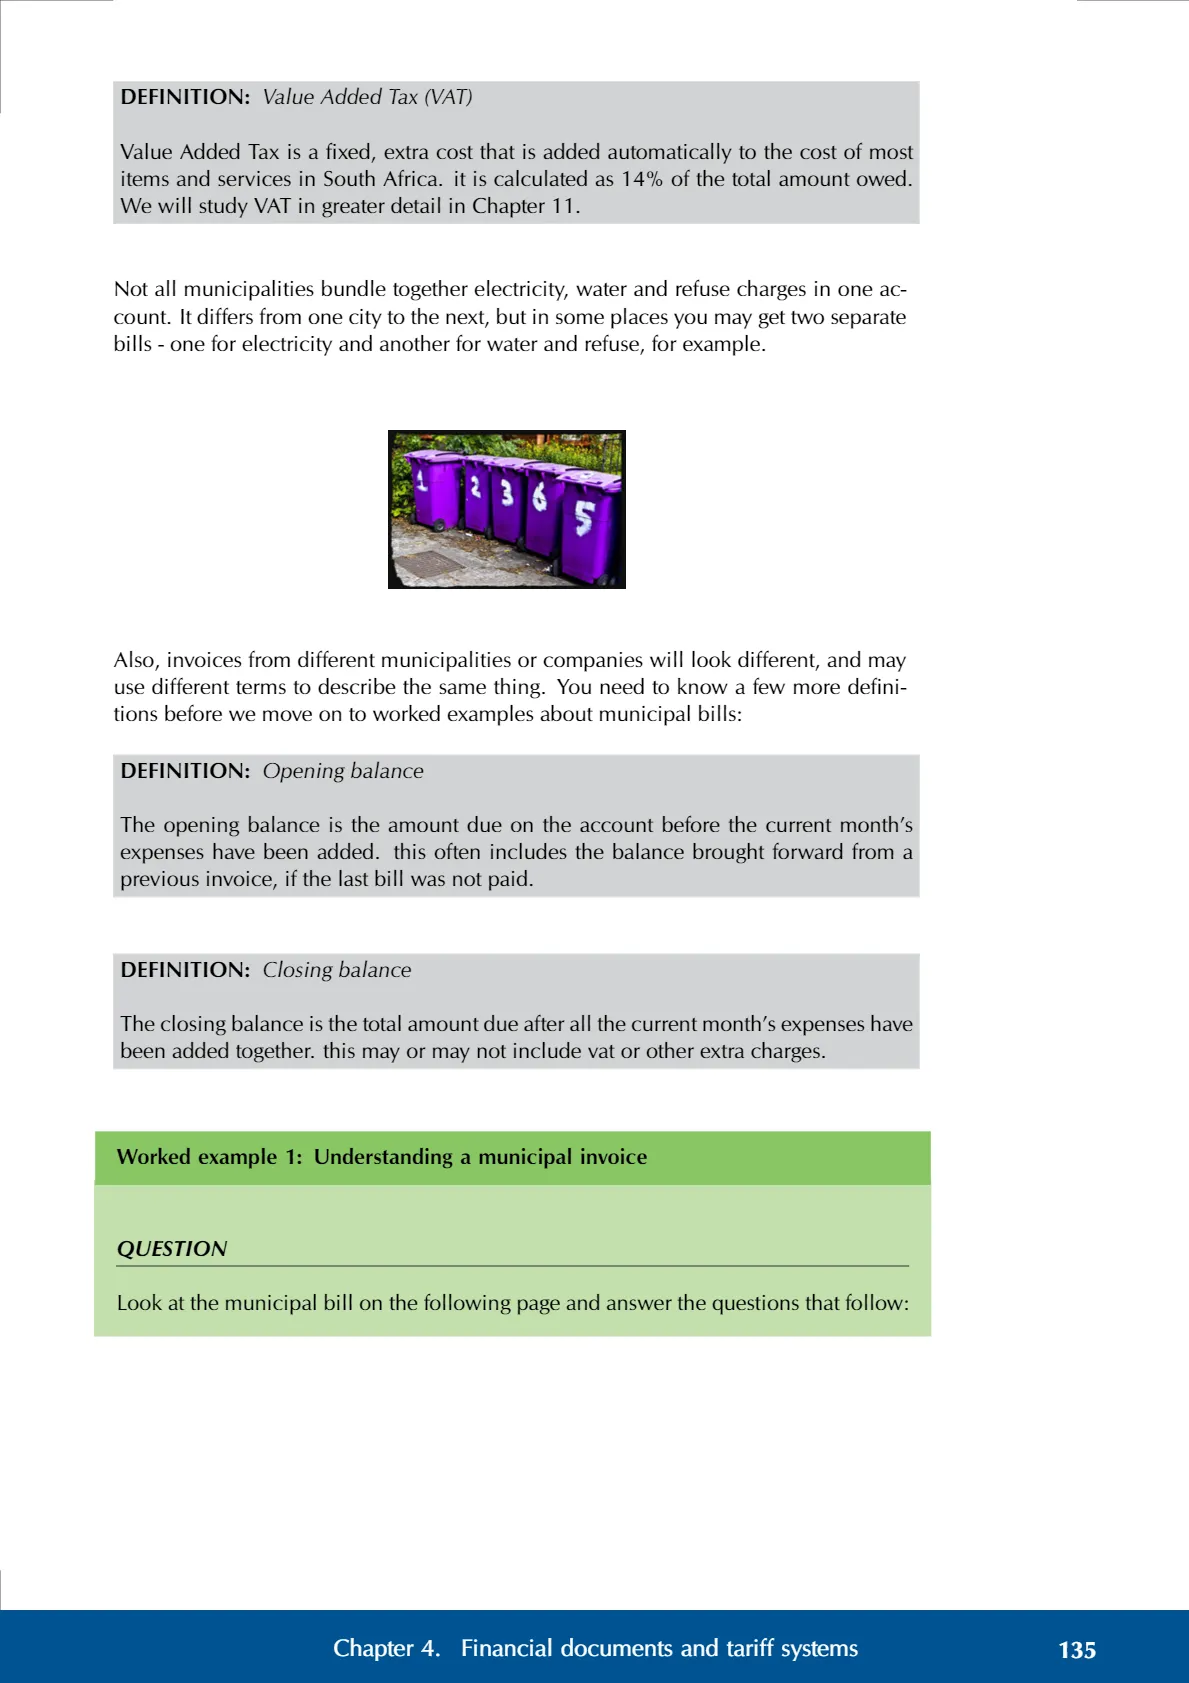 DEFINITION: Value Added Tax (VAT)
Value Added Tax is a fixed, extra cost that is added automatically to the cost of most
items and services in South Africa. it is calculated as 14% of the total amount owed.
We will study VAT in greater detail in Chapter 11.
Not all municipalities bundle together electricity, water and refuse charges in one ac-
count. It differs from one city to the next, but in some places you may get two separate
bills - one for electricity and another for water and refuse, for example.
1 2 3 6 5
Also, invoices from different municipalities or companies will look different, and may
use different terms to describe the same thing. You need to know a few more defini-
tions before we move on to worked examples about municipal bills:
DEFINITION: Opening balance
The opening balance is the amount due on the account before the current month's
expenses have been added. this often includes the balance brought forward from a
previous invoice, if the last bill was not paid.
DEFINITION: Closing balance
The closing balance is the total amount due after all the current month's expenses have
been added together. this may or may not include vat or other extra charges.
Worked example 1: Understanding a municipal invoice
QUESTION
Look at the municipal bill on the following page and answer the questions that follow:
Chapter 4. Financial documents and tariff systems 135